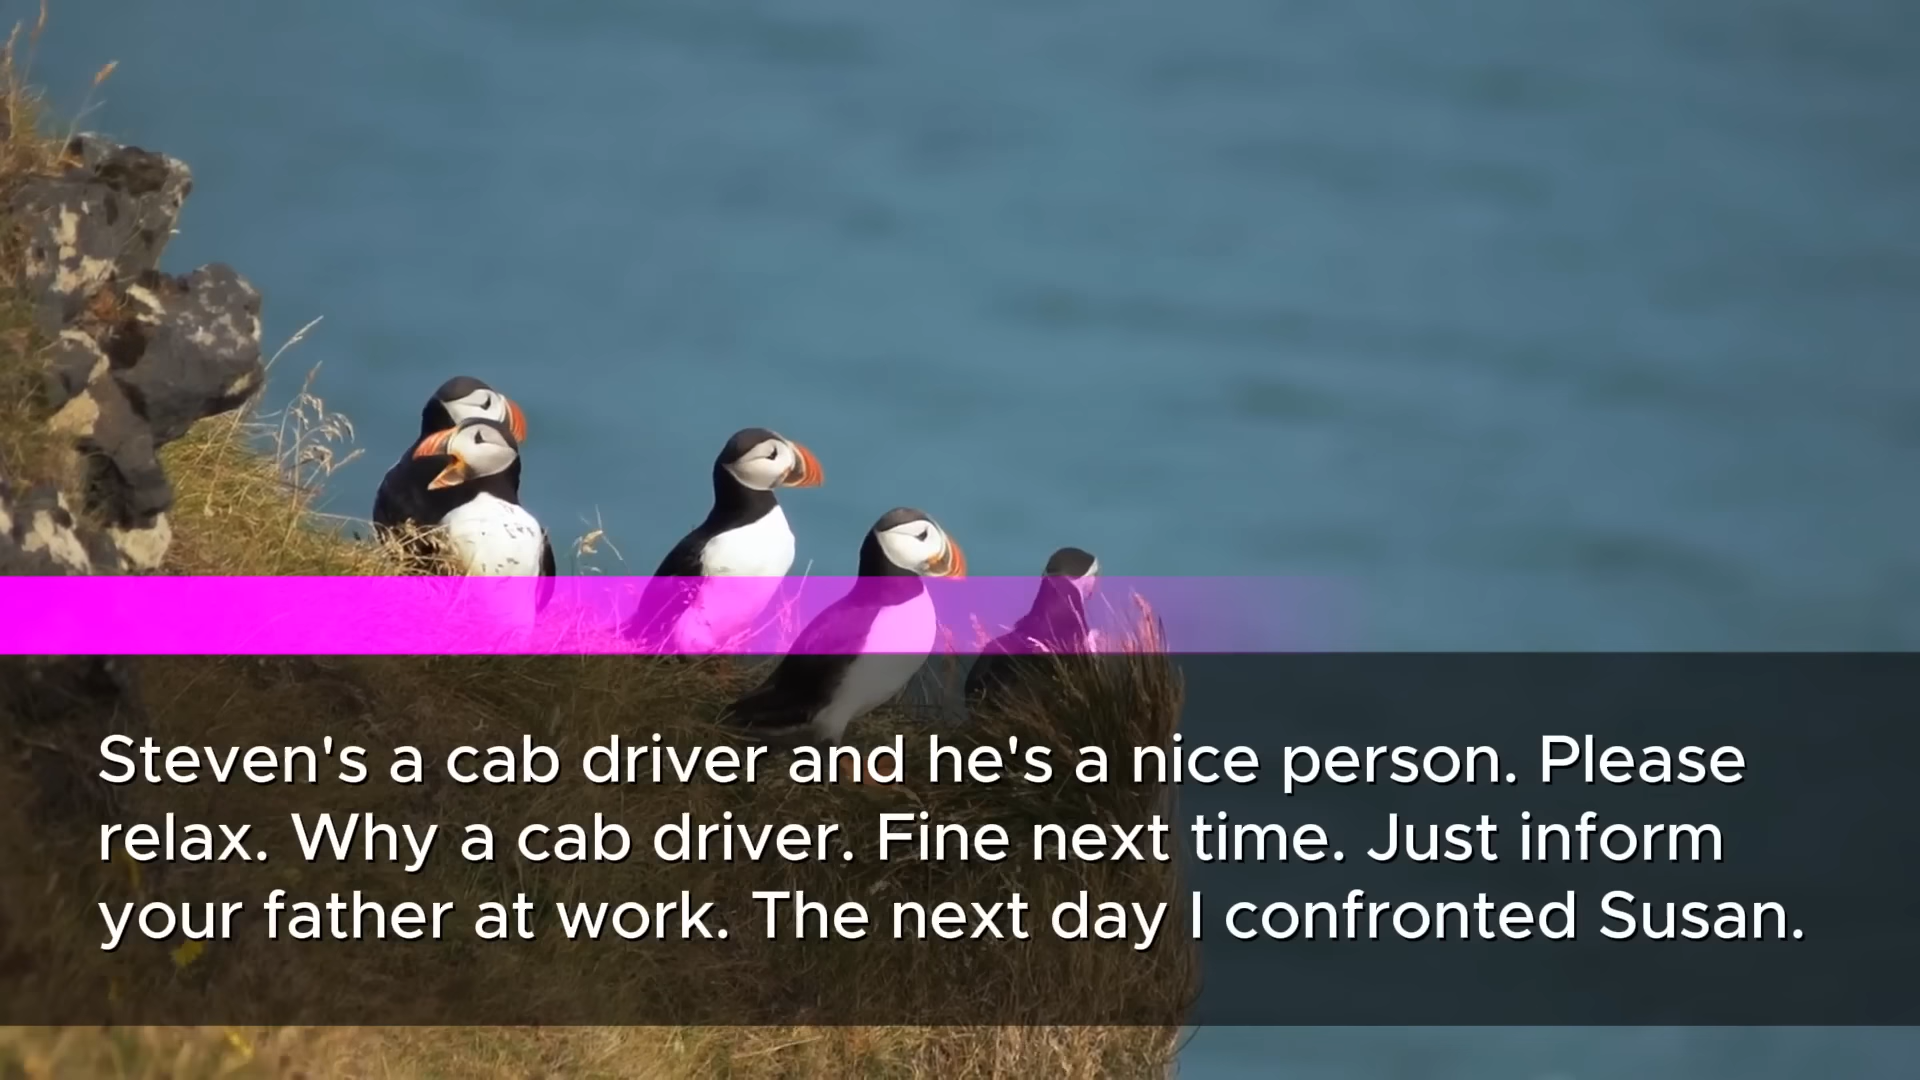 Steven's a cab driver and he's a nice person. Please
relax. Why a cab driver. Fine next time. Just inform
your father at work. The next day I confronted Susan.